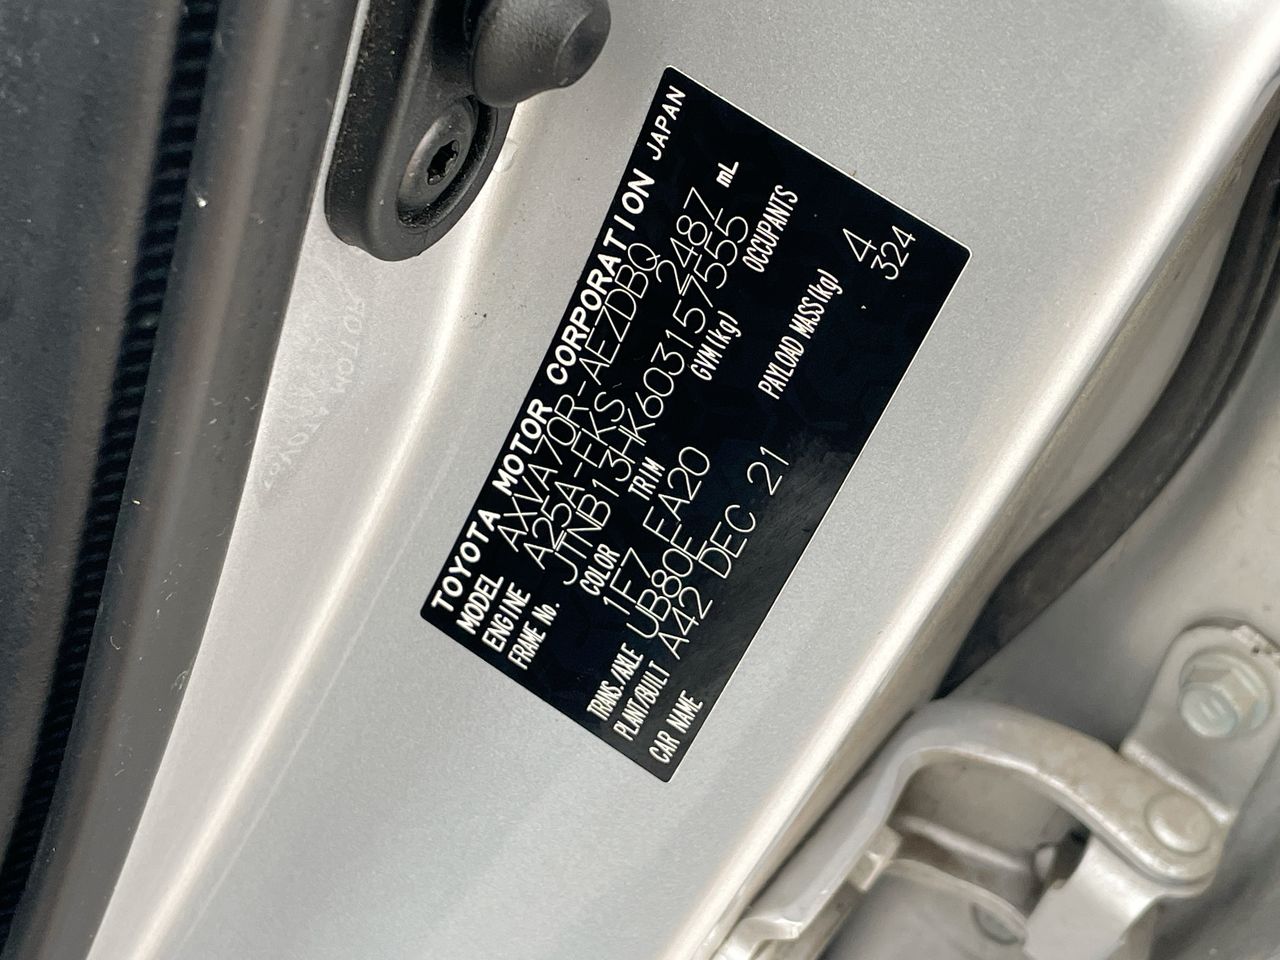 TOYOTA MOTOR CORPORATION JAPAN
MODEL AXVA70R-AEZDBQ
ENGINE A25A-FKS 2487 mL
FRAME No. JTNB13HK603157555
COLOR TRIM GVM(kg) OCCUPANTS
1F7 EA20 4
TRANS./AXLE UB80E PAYLOAD MASS(kg) 324
PLANT/BUILT A42 DEC 21
CAR NAME